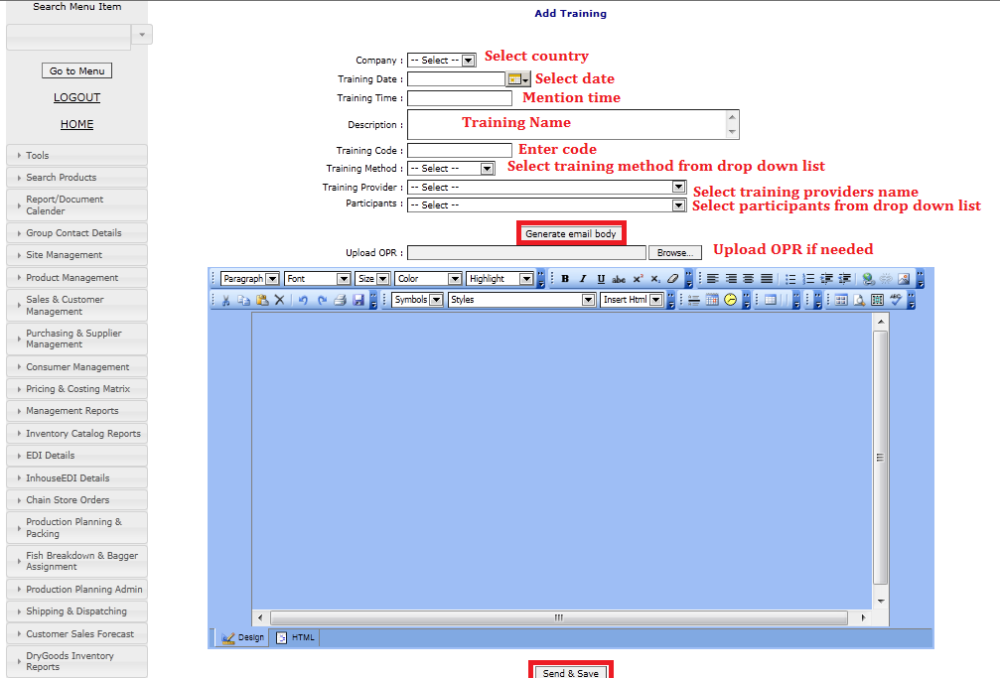 Search Menu Item
Go to Menu
LOGOUT
HOME
Tools
Search Products
Report/Document
Calender
Group Contact Details
Site Management
Product Management
Sales & Customer
Management
Purchasing & Supplier
Management
Consumer Management
Pricing & Costing Matrix
Management Reports
Inventory Catalog Reports
EDI Details
InhouseEDI Details
Chain Store Orders
Production Planning &
Packing
Fish Breakdown & Bagger
Assignment
Production Planning Admin
Shipping & Dispatching
Customer Sales Forecast
DryGoods Inventory
Reports
Add Training
Company : -- Select -- Select country
Training Date : Select date
Training Time : Mention time
Description : Training Name
Training Code : Enter code
Training Method : -- Select -- Select training method from drop down list
Training Provider : -- Select -- Select training providers name
Participants : -- Select -- Select participants from drop down list
Generate email body
Upload OPR : Browse... Upload OPR if needed
Paragraph Font Size Color Highlight B I U abc x² x₂
Symbols Styles Insert Html
Design HTML
Send & Save